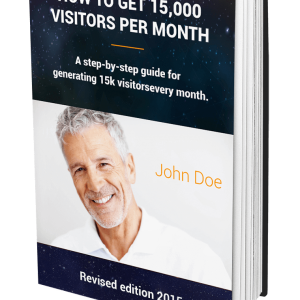 HOW TO GET 15,000
VISITORS PER MONTH
A step-by-step guide for
generating 15k visitorsevery month.
John Doe
Revised edition 2015